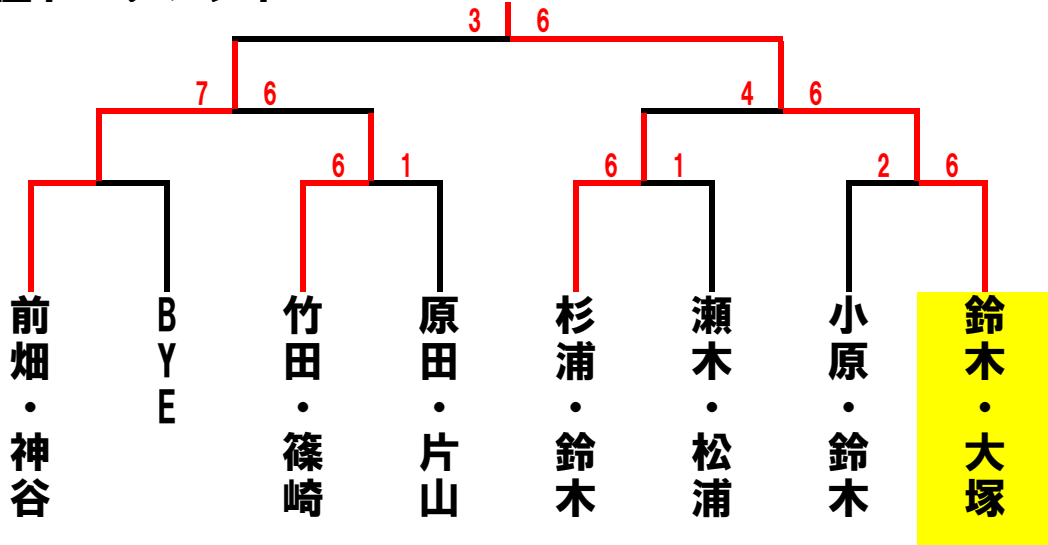 3 6
7 6
4 6
6 1
6 1
2 6
前畑・神谷
BYE
竹田・篠崎
原田・片山
杉浦・鈴木
瀬木・松浦
小原・鈴木
鈴木・大塚